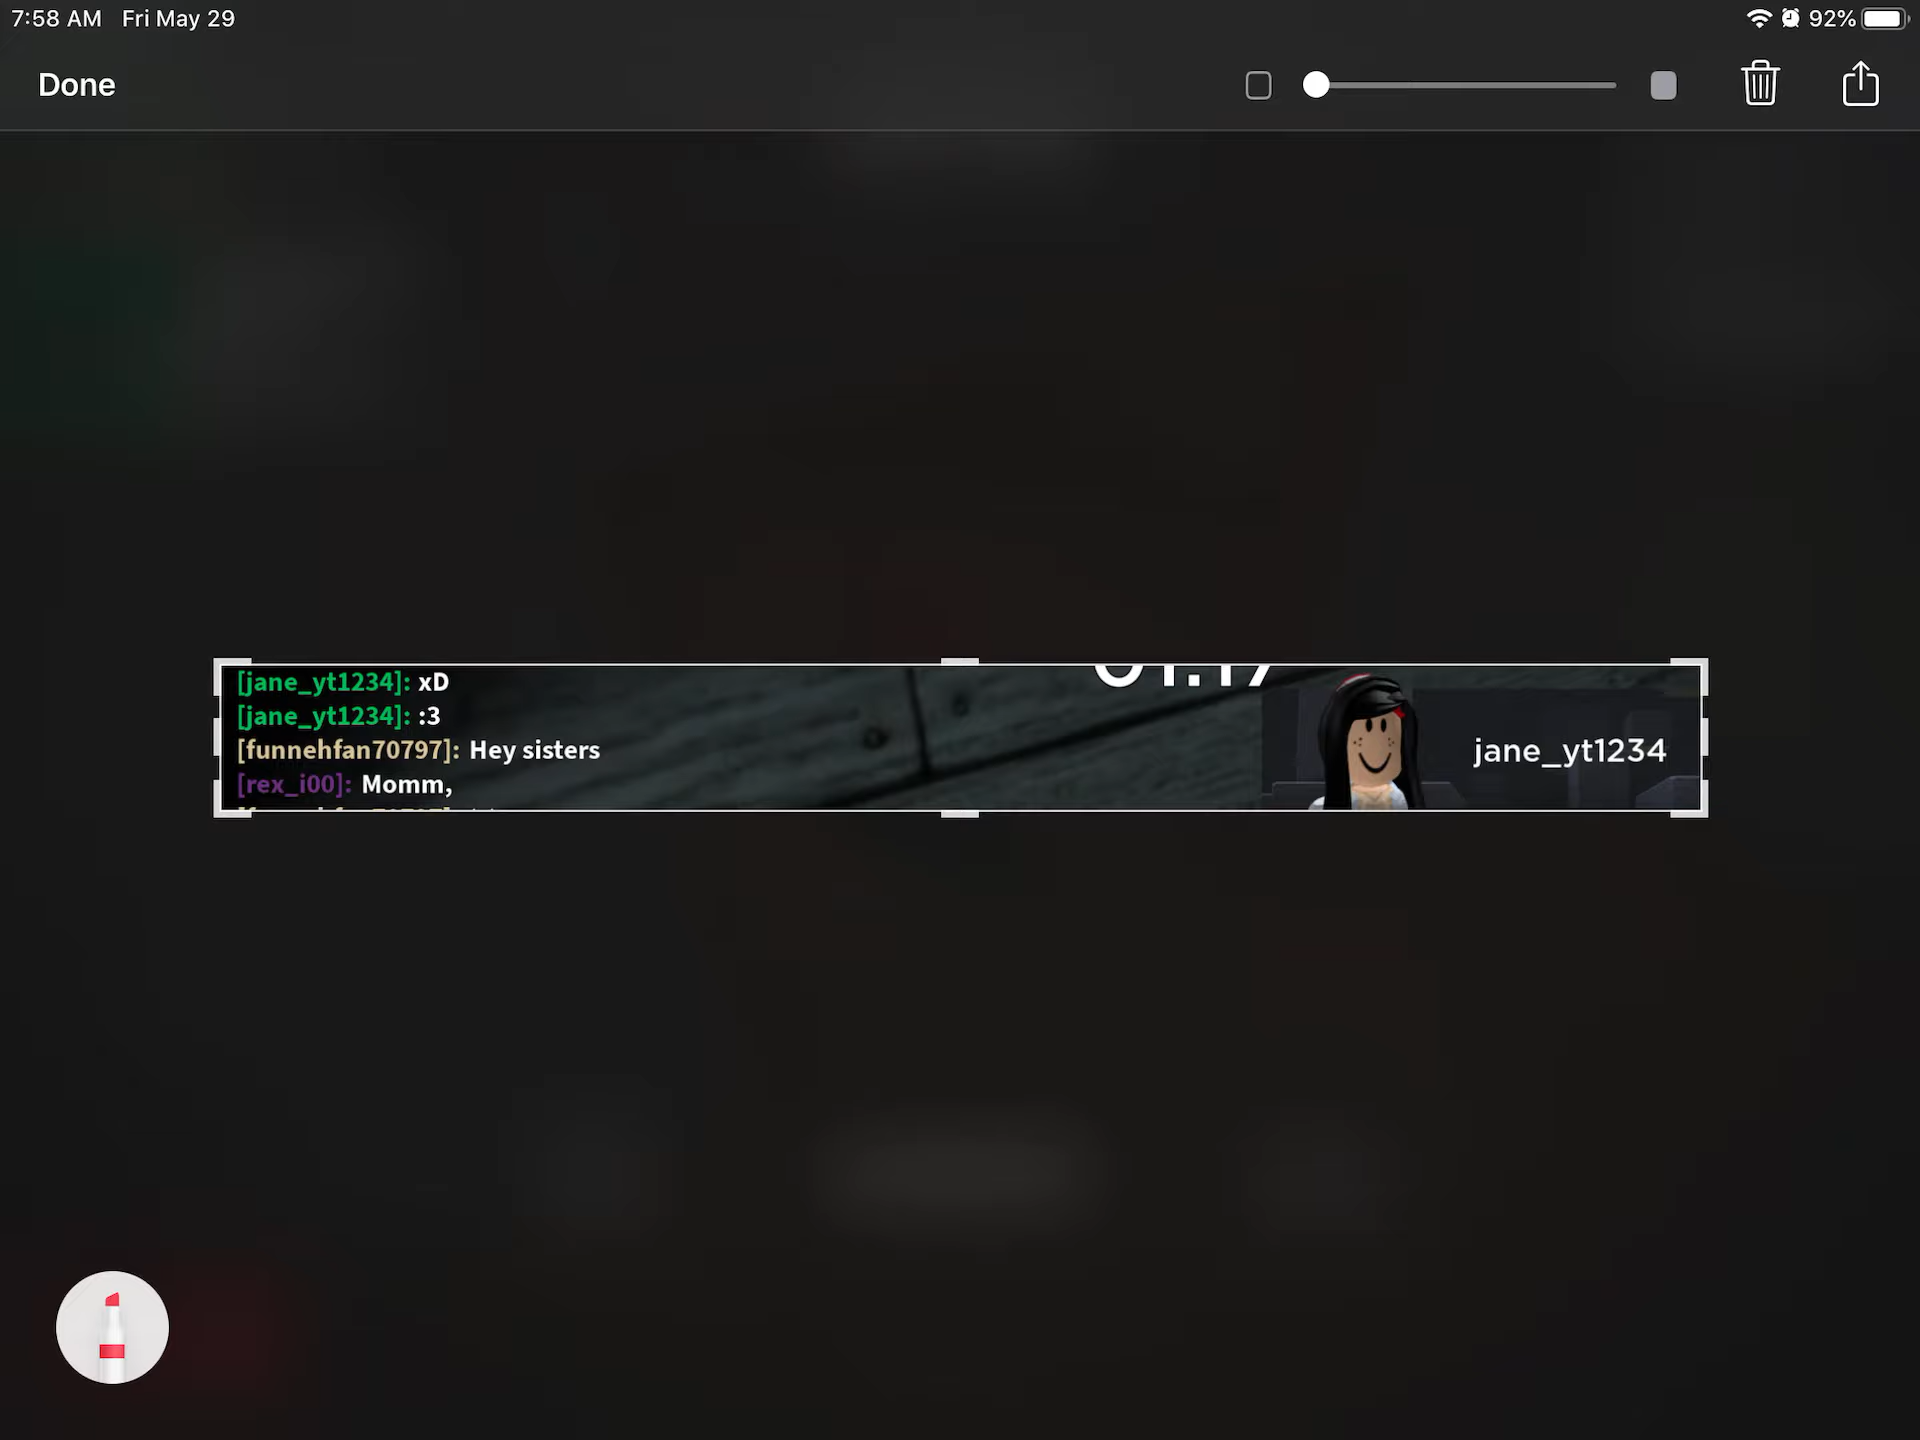 7:58 AM Fri May 29
92%
Done
[jane_yt1234]: xD
[jane_yt1234]: :3
[funnehfan70797]: Hey sisters
[rex_i00]: Momm,
jane_yt1234